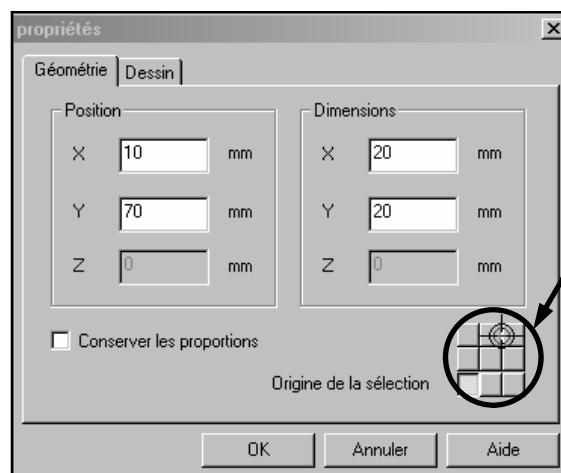 propriétés
Géométrie Dessin
Position Dimensions
X 10 mm X 20 mm
Y 70 mm Y 20 mm
Z 0 mm Z 0 mm
Conserver les proportions
Origine de la sélection
OK Annuler Aide